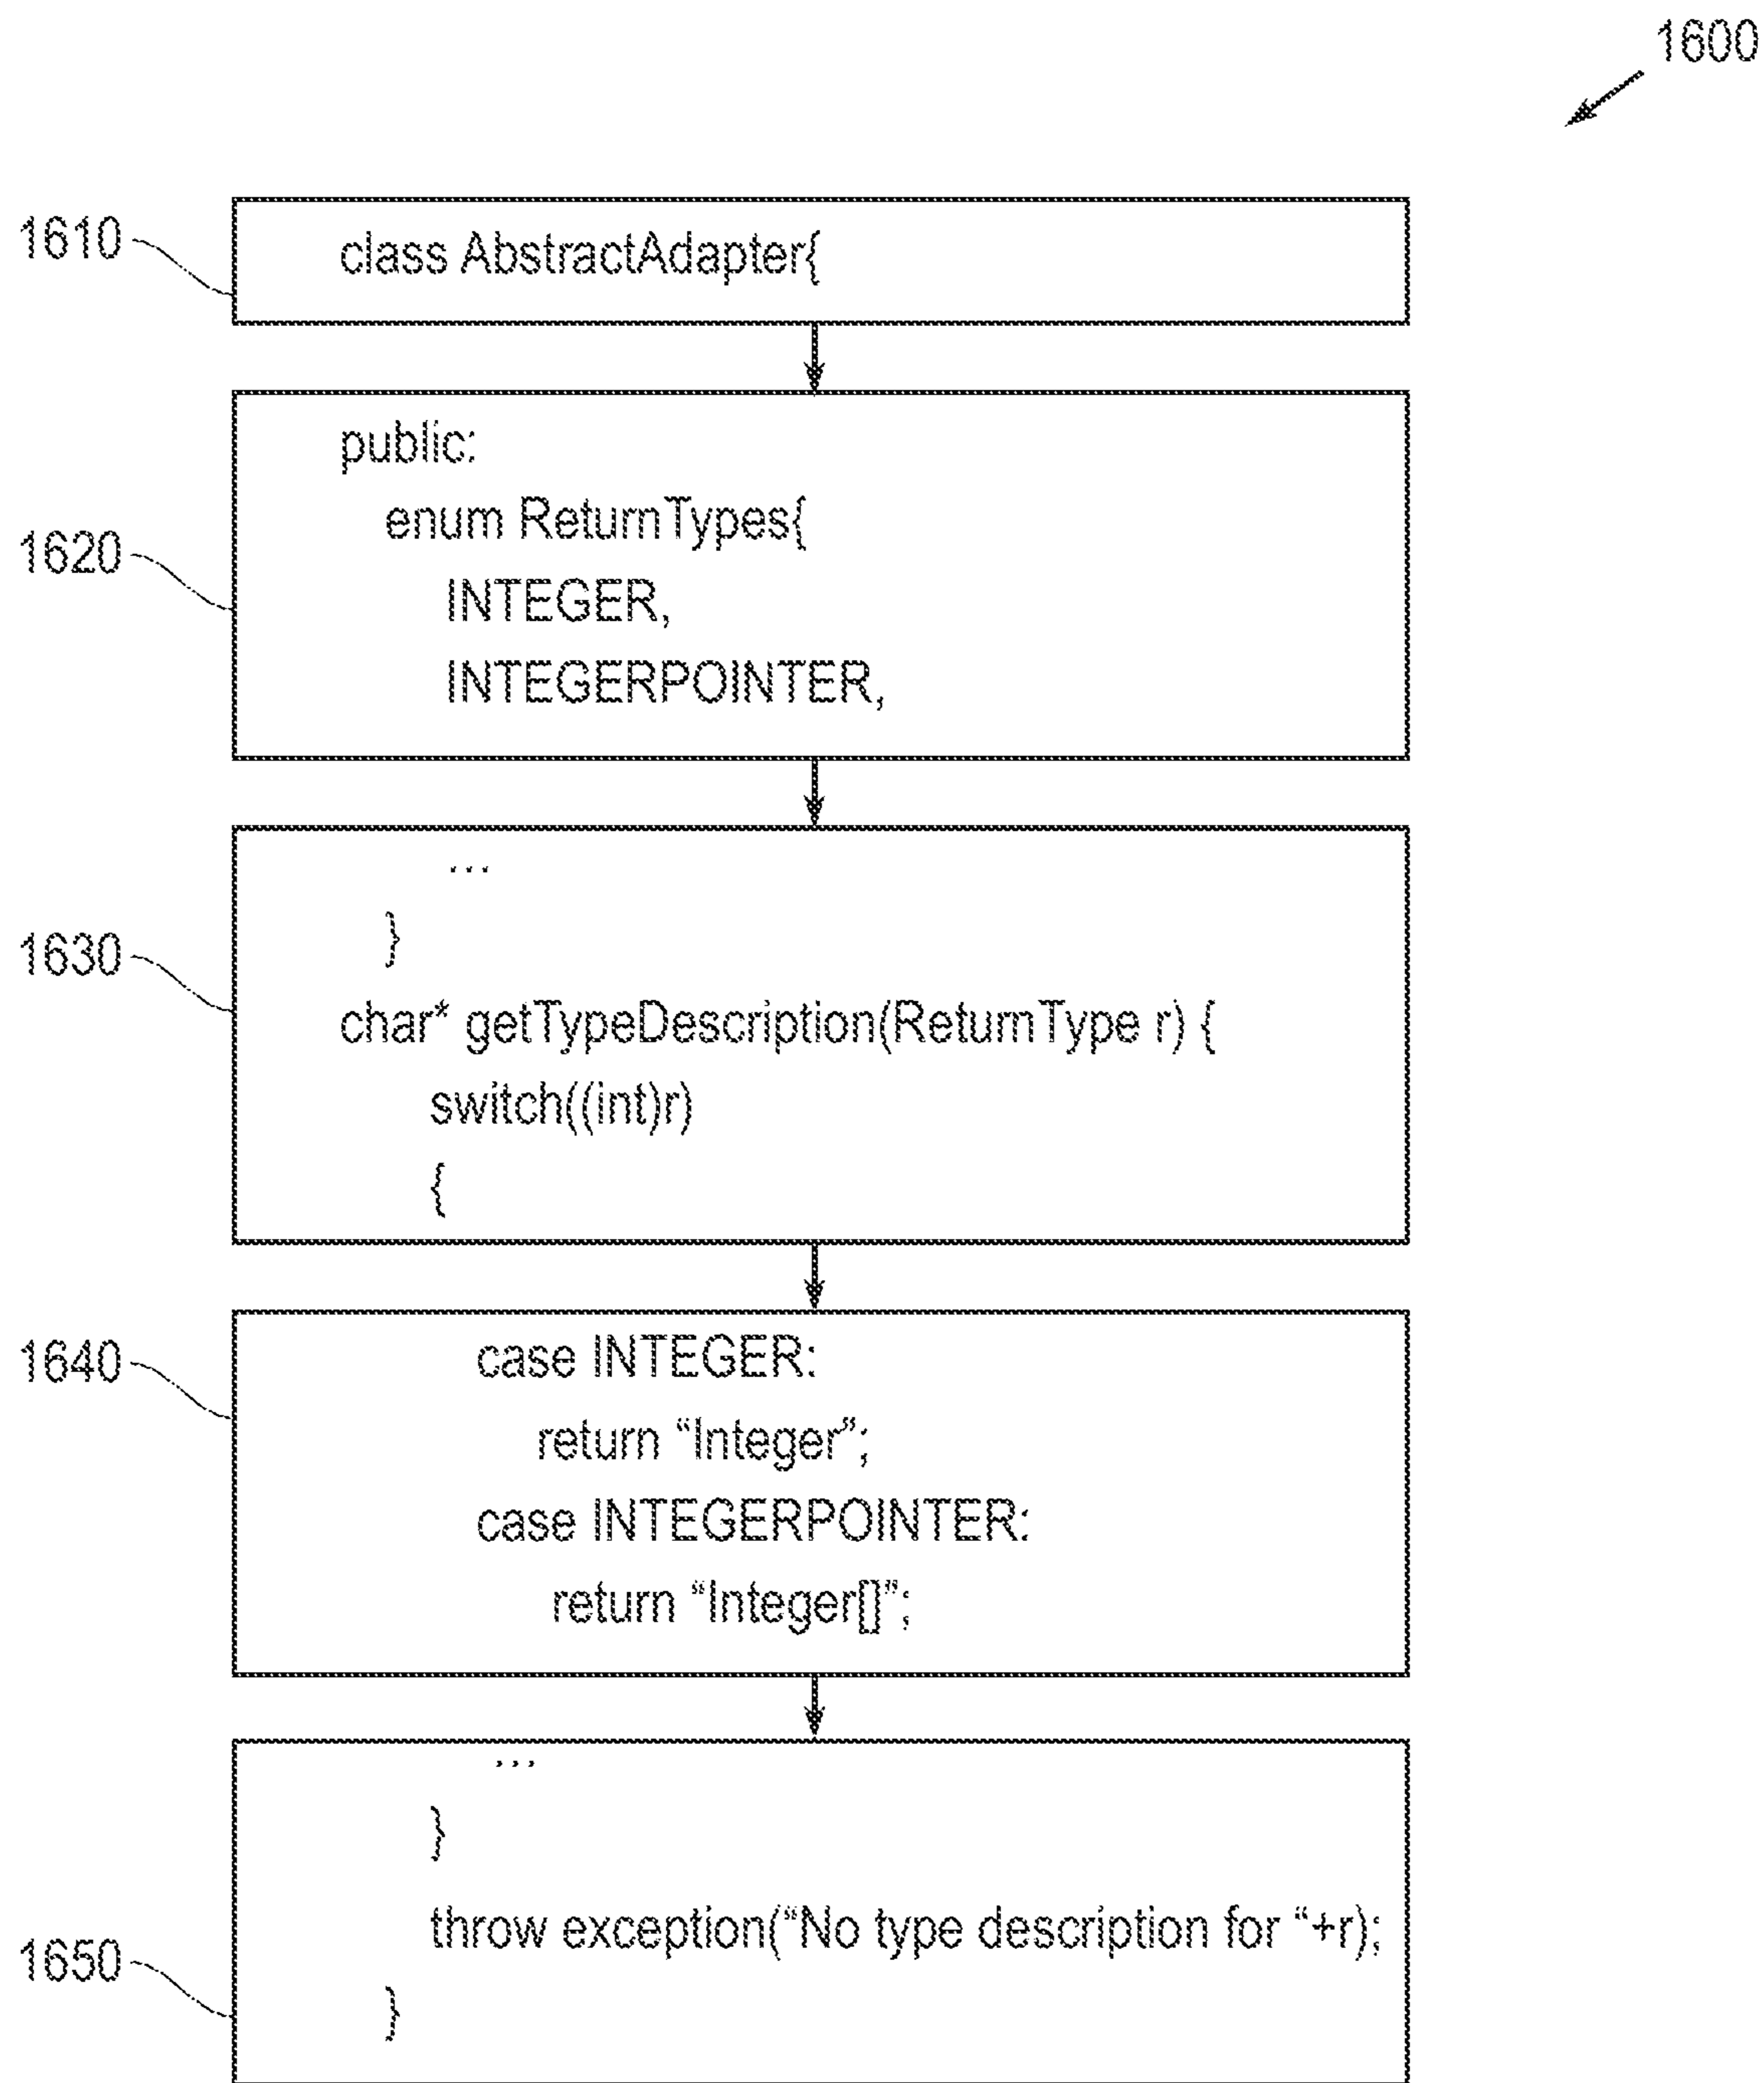 1600
1610
class AbstractAdapter{
1620
public:
enum ReturnTypes{
INTEGER,
INTEGERPOINTER,
1630
...
}
char* getTypeDescription(ReturnType r) {
switch((int)r)
{
1640
case INTEGER:
return “Integer”;
case INTEGERPOINTER:
return “Integer[]”;
1650
...
}
throw exception(“No type description for “+r);
}